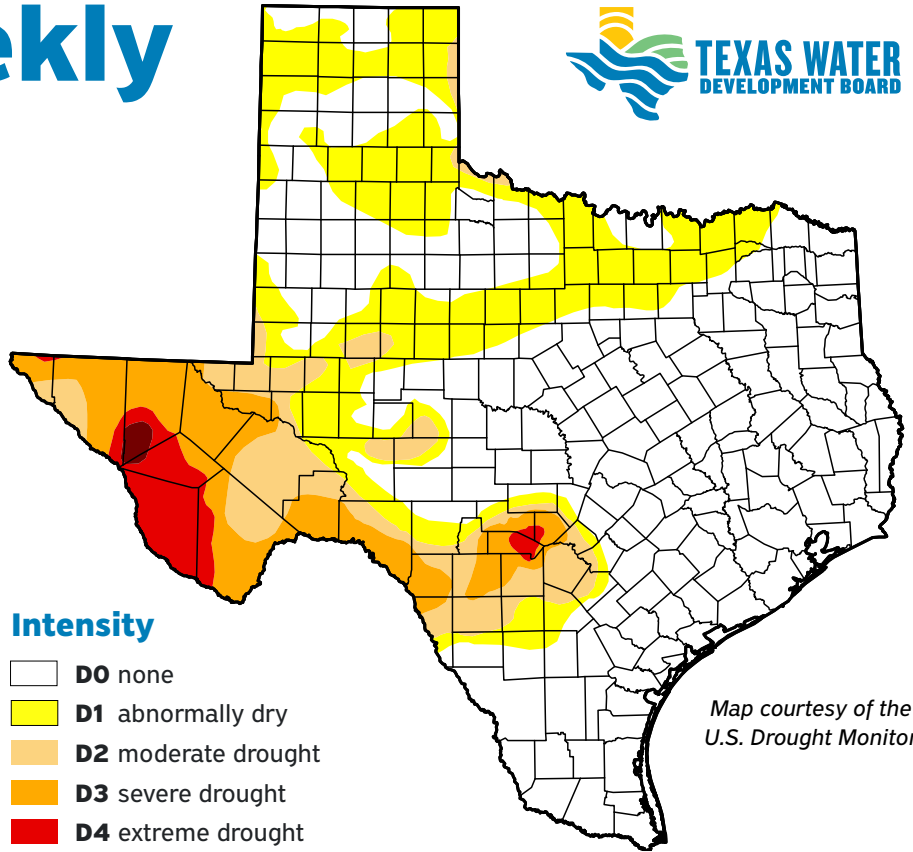 ekly
TEXAS WATER
DEVELOPMENT BOARD
Intensity
D0 none
D1 abnormally dry
D2 moderate drought
D3 severe drought
D4 extreme drought
Map courtesy of the
U.S. Drought Monitor